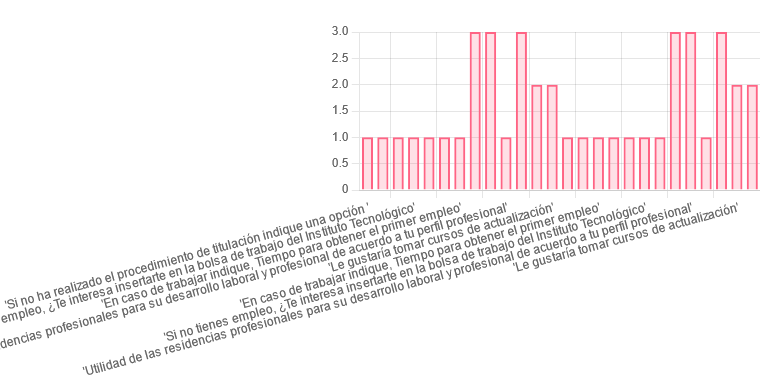 3.0
2.5
2.0
1.5
1.0
0.5
0
'Si no ha realizado el procedimiento de titulación indique una opción '
empleo, ¿Te interesa insertarte en la bolsa de trabajo del Instituto Tecnológico'
'En caso de trabajar indique, Tiempo para obtener el primer empleo'
dencias profesionales para su desarrollo laboral y profesional de acuerdo a tu perfil profesional'
'Le gustaría tomar cursos de actualización'
'En caso de trabajar indique, Tiempo para obtener el primer empleo'
'Si no tienes empleo, ¿Te interesa insertarte en la bolsa de trabajo del Instituto Tecnológico'
'Utilidad de las residencias profesionales para su desarrollo laboral y profesional de acuerdo a tu perfil profesional'
'Le gustaría tomar cursos de actualización'